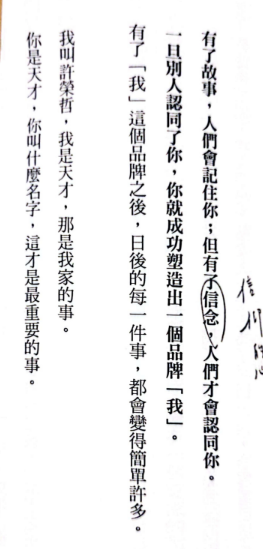 有了故事，人們會記住你；但有了信念，人們才會認同你。
一旦別人認同了你，你就成功塑造出一個品牌「我」。
有了「我」這個品牌之後，日後的每一件事，都會變得簡單許多。
我叫許榮哲，我是天才，那是我家的事。
你是天才，你叫什麼名字，這才是最重要的事。
信仰